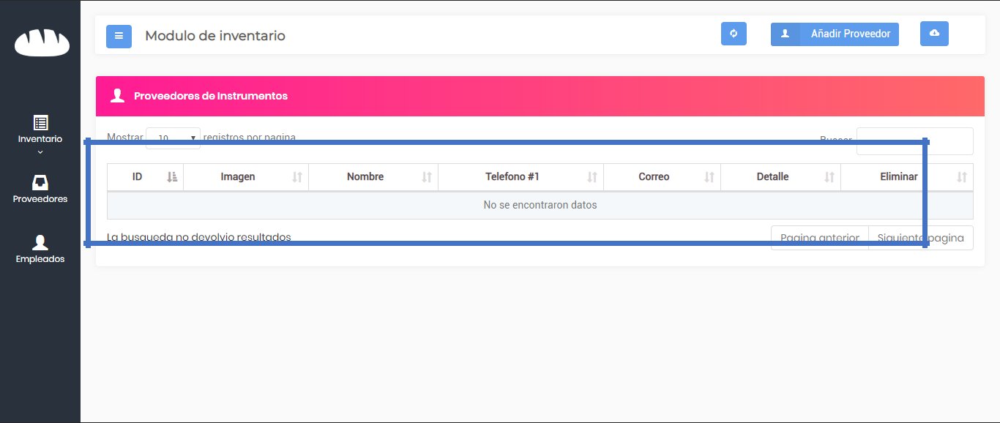 Modulo de inventario
Añadir Proveedor
Inventario
Proveedores
Empleados
Proveedores de Instrumentos
Mostrar 10 registros por pagina
Buscar
ID Imagen Nombre Telefono #1 Correo Detalle Eliminar
No se encontraron datos
La busqueda no devolvio resultados
Pagina anterior Siguiente pagina